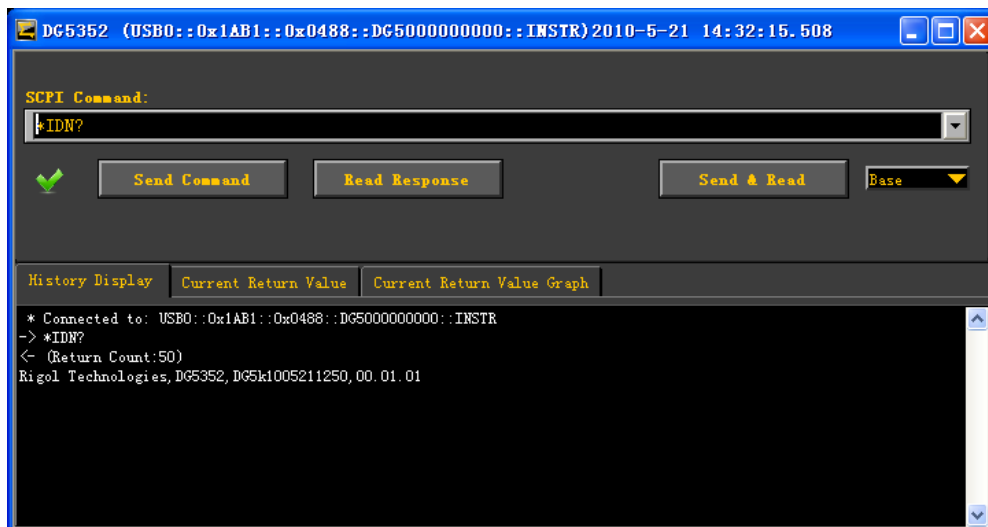 DG5352 (USB0::0x1AB1::0x0488::DG5000000000::INSTR)2010-5-21 14:32:15.508
SCPI Command:
*IDN?
Send Command
Read Response
Send & Read
Base
History Display
Current Return Value
Current Return Value Graph
* Connected to: USB0::0x1AB1::0x0488::DG5000000000::INSTR
-> *IDN?
<- (Return Count:50)
Rigol Technologies,DG5352,DG5k1005211250,00.01.01